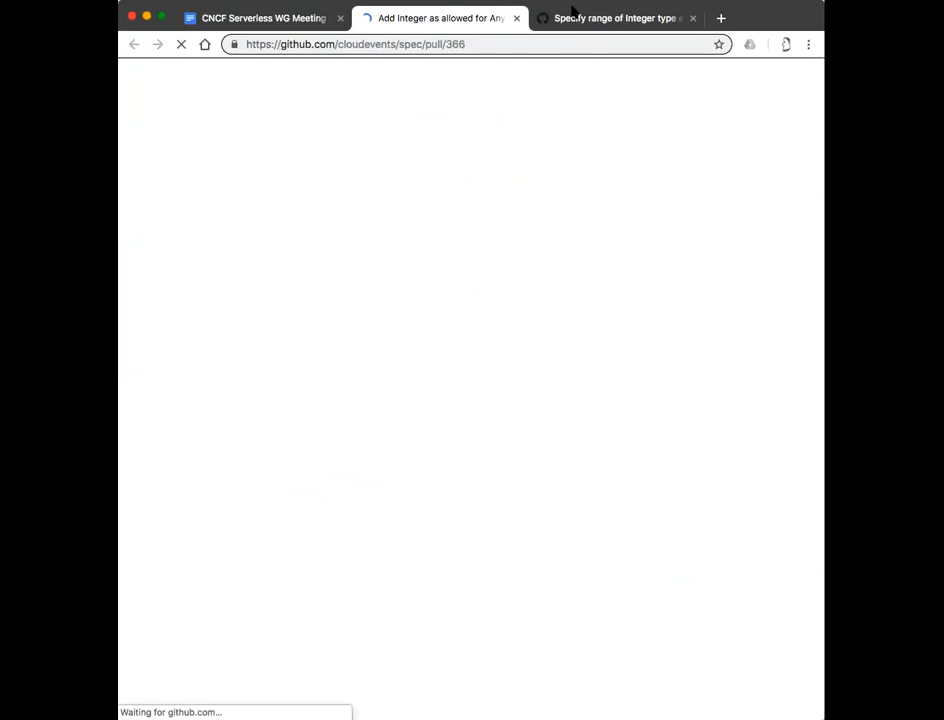 CNCF Serverless WG Meeting
Add Integer as allowed for Any
Specify range of Integer type
https://github.com/cloudevents/spec/pull/366
Waiting for github.com...